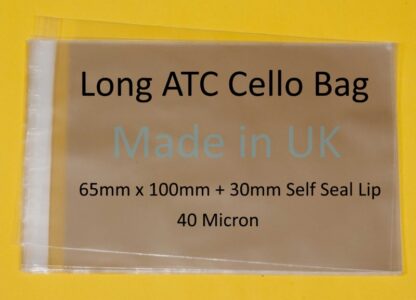 Long ATC Cello Bag
Made in UK
65mm x 100mm + 30mm Self Seal Lip
40 Micron